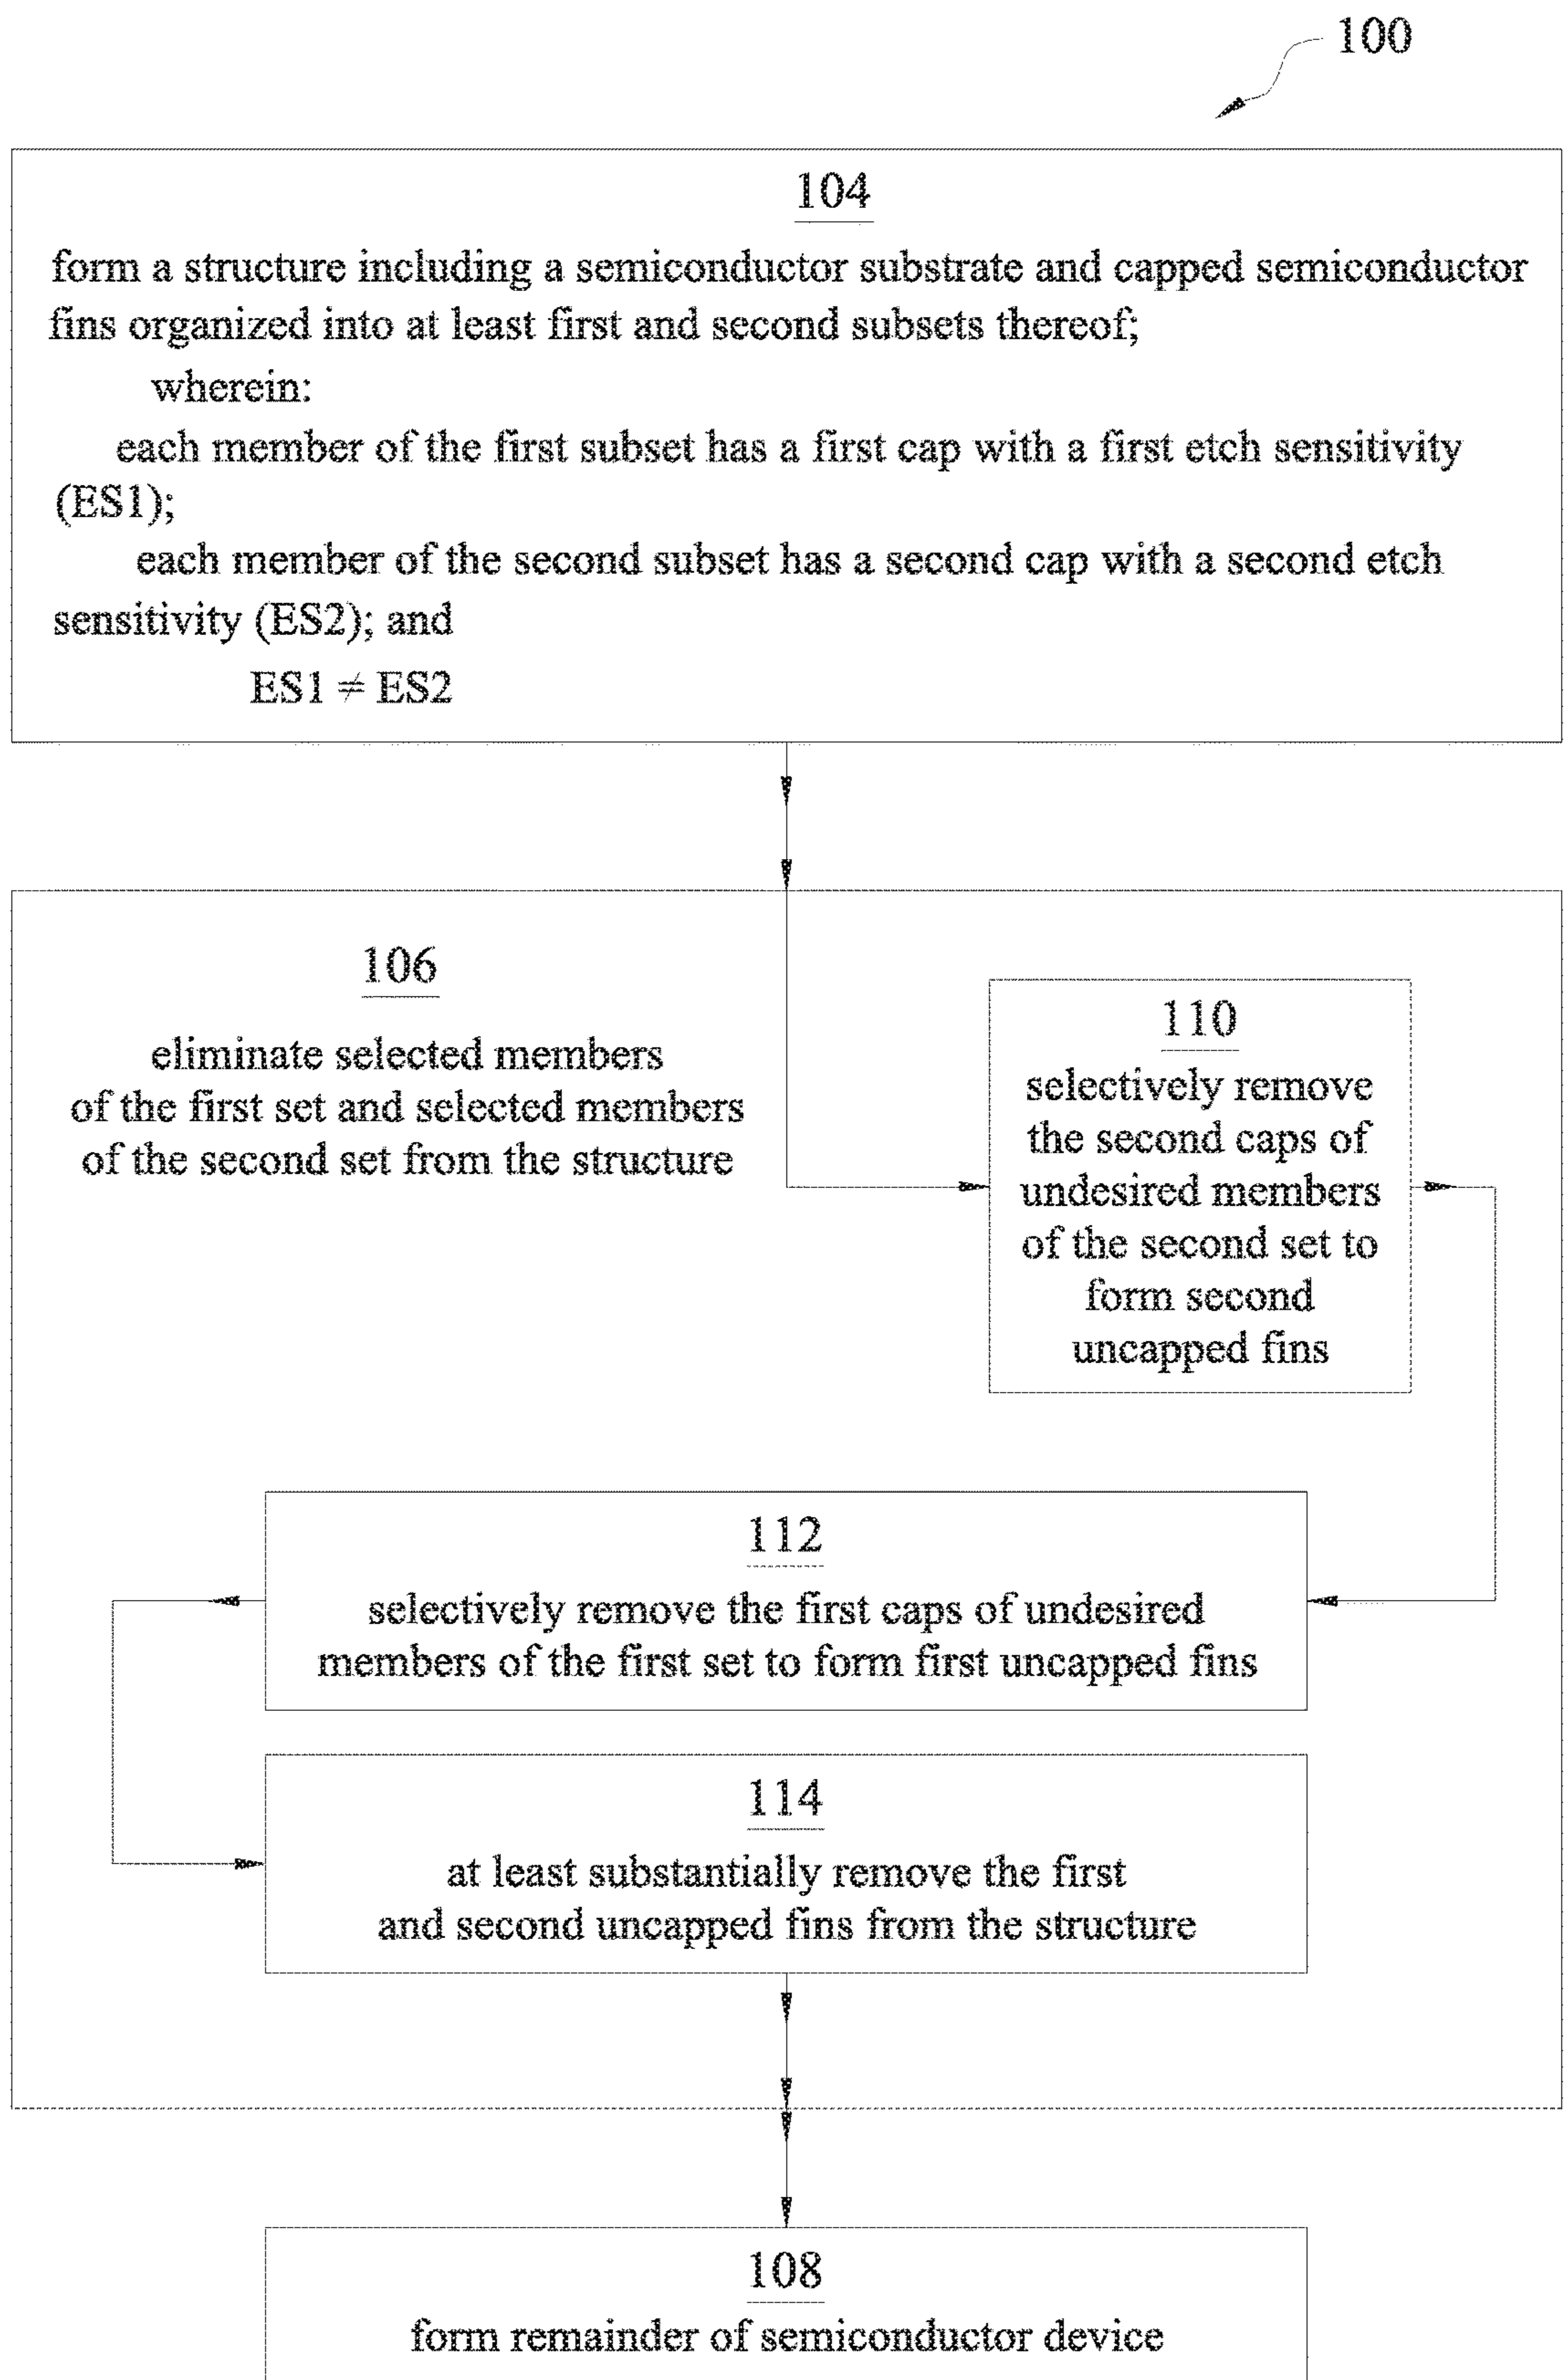 100
104
form a structure including a semiconductor substrate and capped semiconductor
fins organized into at least first and second subsets thereof;
wherein:
each member of the first subset has a first cap with a first etch sensitivity
(ES1);
each member of the second subset has a second cap with a second etch
sensitivity (ES2); and
ES1 ≠ ES2
106
eliminate selected members
of the first set and selected members
of the second set from the structure
110
selectively remove
the second caps of
undesired members
of the second set to
form second
uncapped fins
112
selectively remove the first caps of undesired
members of the first set to form first uncapped fins
114
at least substantially remove the first
and second uncapped fins from the structure
108
form remainder of semiconductor device